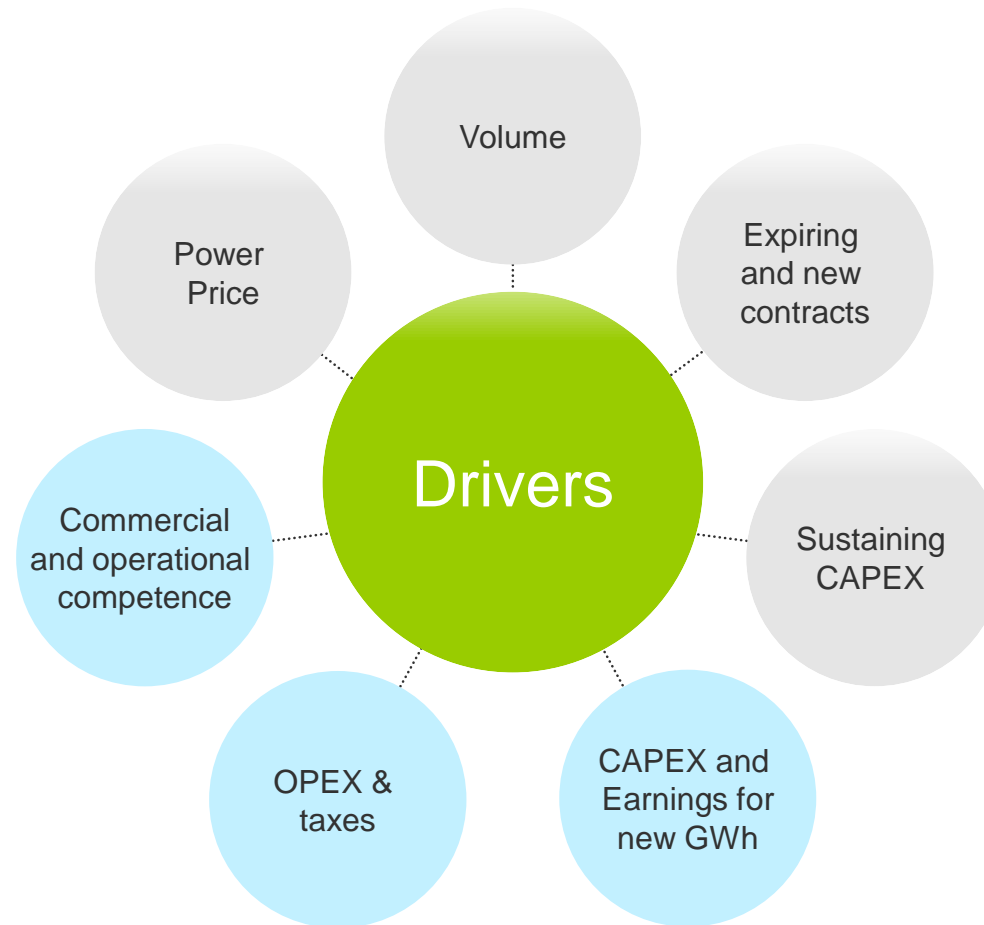 Volume
Power
Price
Expiring
and new
contracts
Drivers
Commercial
and operational
competence
Sustaining
CAPEX
OPEX &
taxes
CAPEX and
Earnings for
new GWh